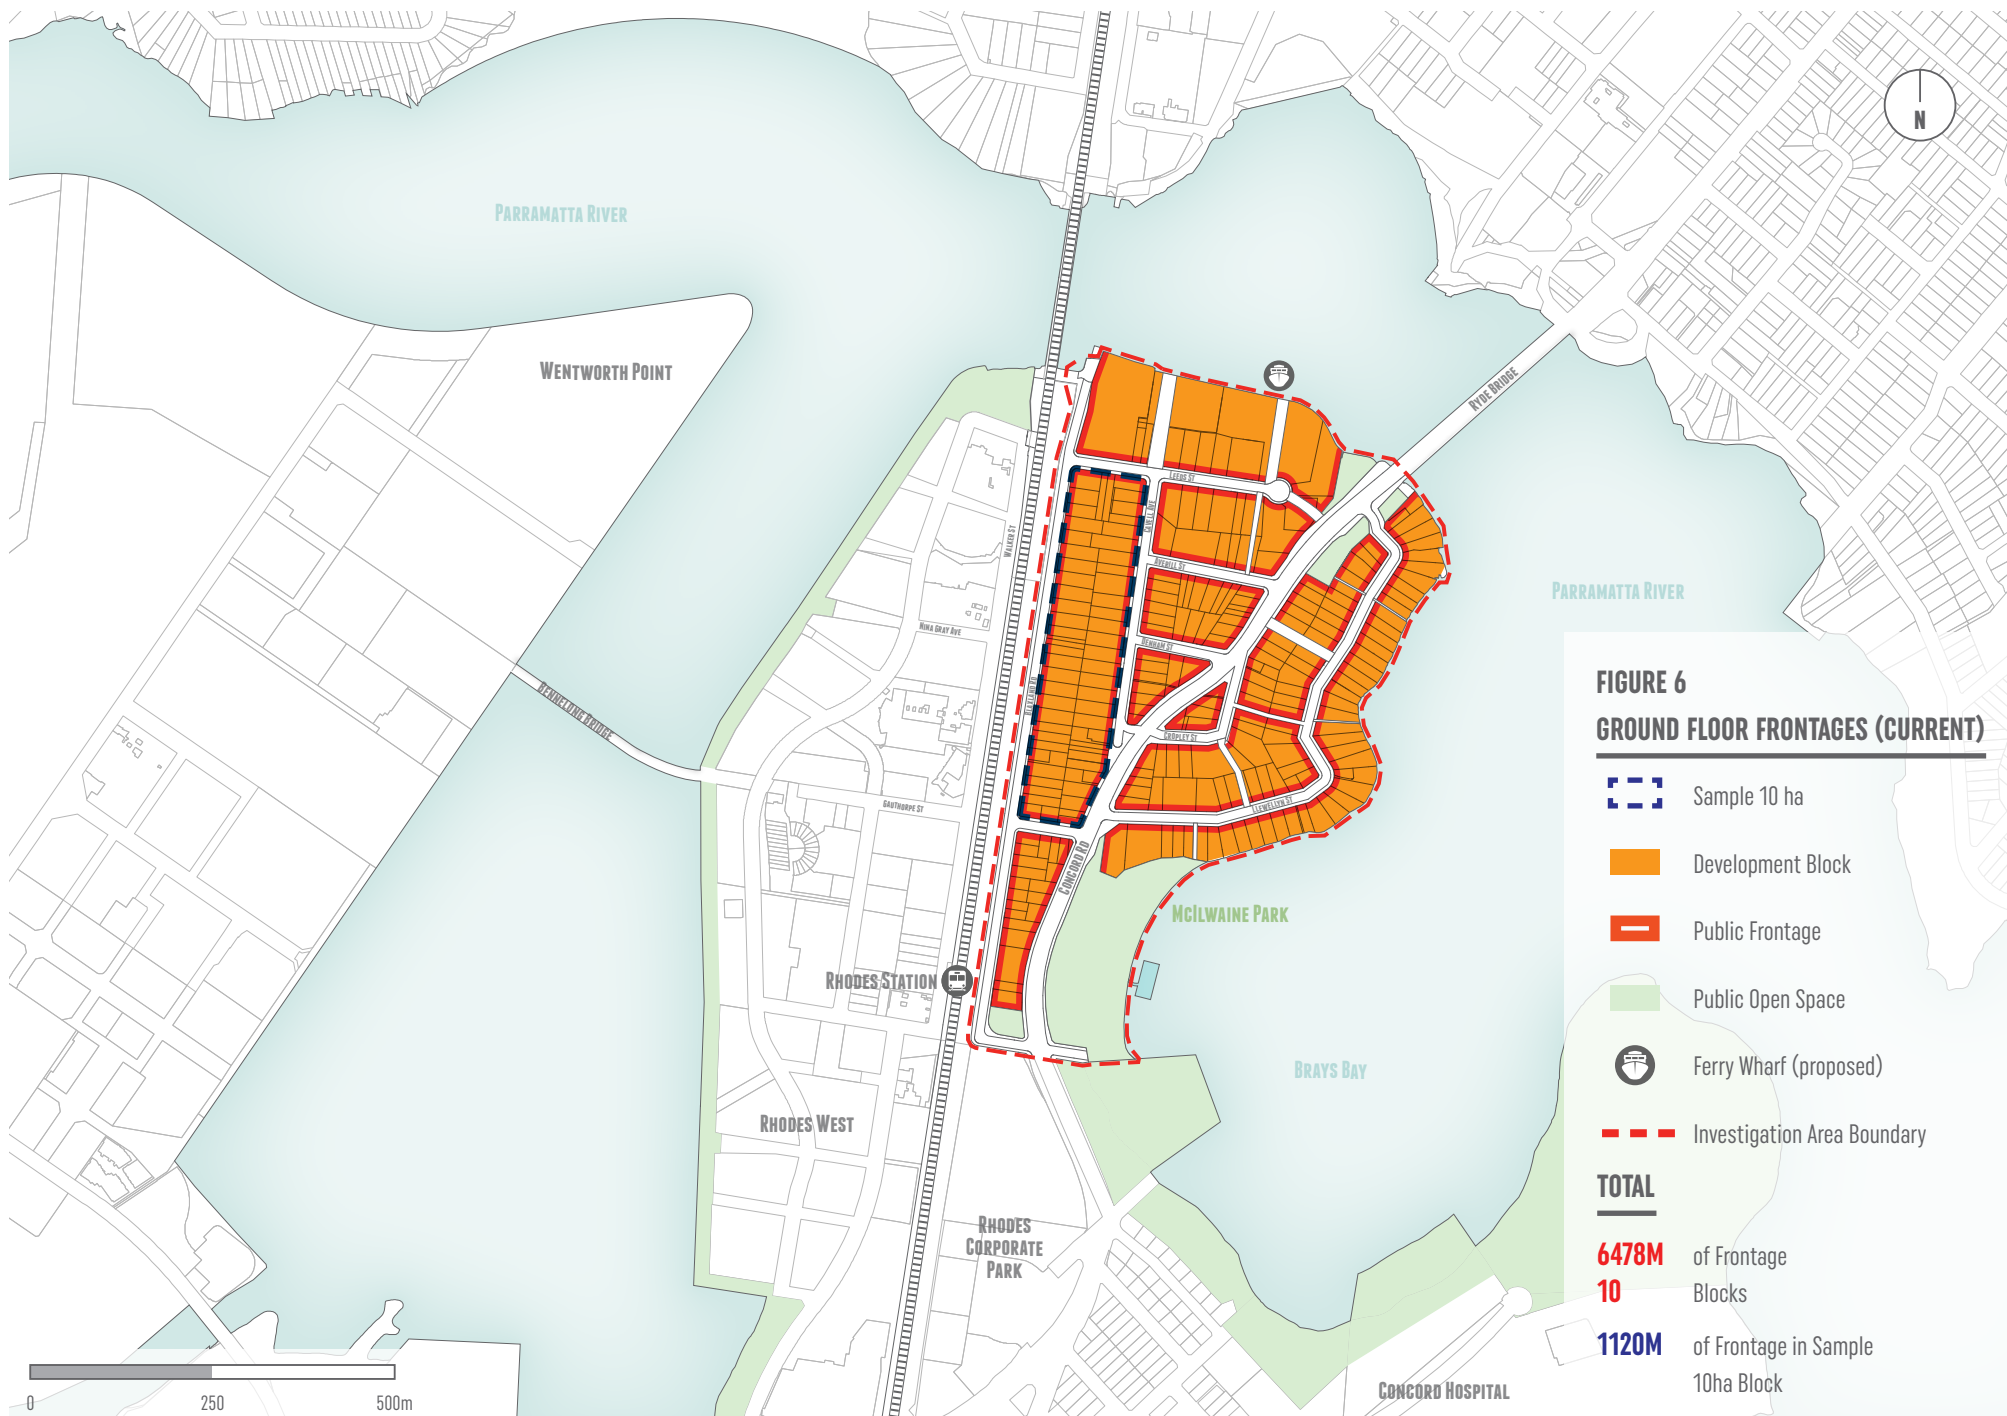 N
PARRAMATTA RIVER
WENTWORTH POINT
RYDE BRIDGE
LEEDS ST
CAVELL AVE
WALKER ST
AVERILL ST
PARRAMATTA RIVER
NINA GRAY AVE
DENHAM ST
BLAXLAND RD
BENNELONG BRIDGE
CROPLEY ST
GAUTHORPE ST
LLEWELLYN ST
CONCORD RD
MCILWAINE PARK
RHODES STATION
BRAYS BAY
RHODES WEST
RHODES
CORPORATE
PARK
CONCORD HOSPITAL
0
250
500m
FIGURE 6
GROUND FLOOR FRONTAGES (CURRENT)
Sample 10 ha
Development Block
Public Frontage
Public Open Space
Ferry Wharf (proposed)
Investigation Area Boundary
TOTAL
6478M of Frontage
10 Blocks
1120M of Frontage in Sample
10ha Block